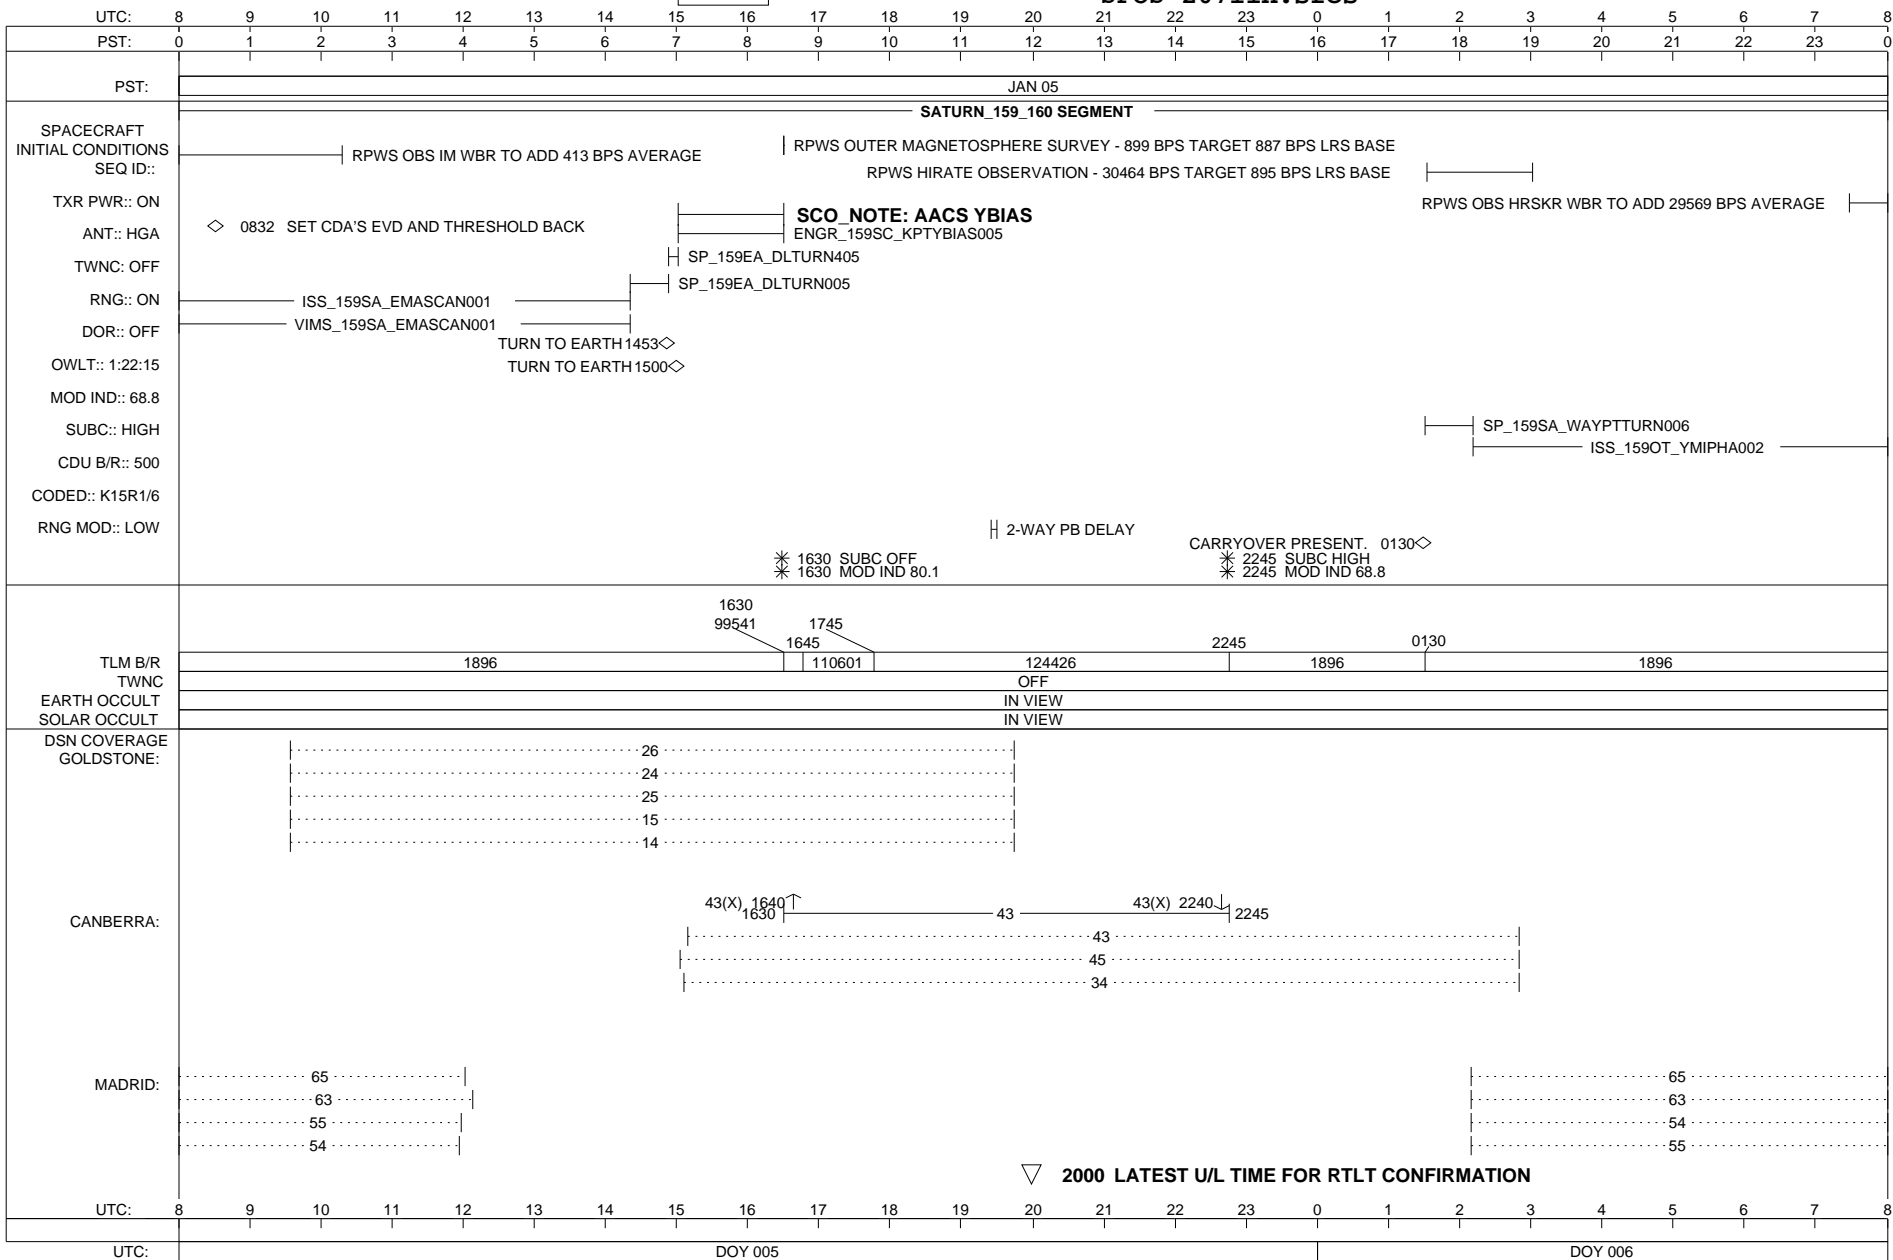 UTC: 8 9 10 11 12 13 14 15 16 17 18 19 20 21 22 23 0 1 2 3 4 5 6 7 8
PST: 0 1 2 3 4 5 6 7 8 9 10 11 12 13 14 15 16 17 18 19 20 21 22 23 0
PST: JAN 05
SATURN_159_160 SEGMENT
SPACECRAFT
INITIAL CONDITIONS
SEQ ID::
RPWS OBS IM WBR TO ADD 413 BPS AVERAGE
RPWS OUTER MAGNETOSPHERE SURVEY - 899 BPS TARGET 887 BPS LRS BASE
RPWS HIRATE OBSERVATION - 30464 BPS TARGET 895 BPS LRS BASE
TXR PWR:: ON
RPWS OBS HRSKR WBR TO ADD 29569 BPS AVERAGE
SCO_NOTE: AACS YBIAS
0832 SET CDA'S EVD AND THRESHOLD BACK
ANT:: HGA
ENGR_159SC_KPTYBIAS005
SP_159EA_DLTURN405
TWNC: OFF
SP_159EA_DLTURN005
RNG:: ON
ISS_159SA_EMASCAN001
VIMS_159SA_EMASCAN001
DOR:: OFF
TURN TO EARTH 1453
OWLT:: 1:22:15
TURN TO EARTH 1500
MOD IND:: 68.8
SUBC:: HIGH
SP_159SA_WAYPTTURN006
ISS_159OT_YMIPHA002
CDU B/R:: 500
CODED:: K15R1/6
RNG MOD:: LOW
2-WAY PB DELAY
CARRYOVER PRESENT. 0130
1630 SUBC OFF 2245 SUBC HIGH
1630 MOD IND 80.1 2245 MOD IND 68.8
1630
99541 1745
1645 2245 0130
TLM B/R 1896 110601 124426 1896 1896
TWNC OFF
EARTH OCCULT IN VIEW
SOLAR OCCULT IN VIEW
DSN COVERAGE
GOLDSTONE:
26
24
25
15
14
CANBERRA:
43(X) 1640 43(X) 2240
1630 43 2245
43
45
34
MADRID:
65 65
63 63
55 54
54 55
2000 LATEST U/L TIME FOR RTLT CONFIRMATION
UTC: 8 9 10 11 12 13 14 15 16 17 18 19 20 21 22 23 0 1 2 3 4 5 6 7 8
UTC: DOY 005 DOY 006